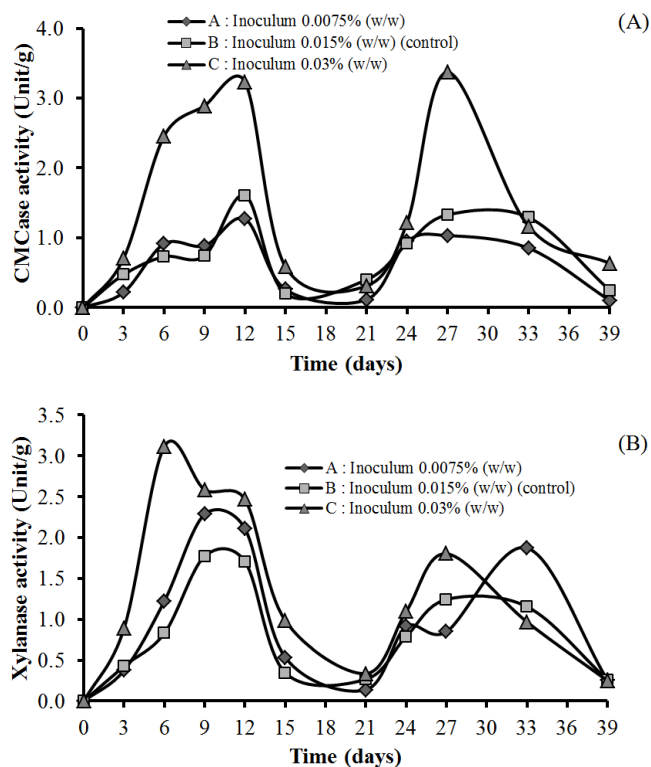 (A)
A : Inoculum 0.0075% (w/w)
B : Inoculum 0.015% (w/w) (control)
C : Inoculum 0.03% (w/w)
CMCase activity (Unit/g)
4.0
3.0
2.0
1.0
0.0
0 3 6 9 12 15 18 21 24 27 30 33 36 39
Time (days)
(B)
A : Inoculum 0.0075% (w/w)
B : Inoculum 0.015% (w/w) (control)
C : Inoculum 0.03% (w/w)
Xylanase activity (Unit/g)
3.5
3.0
2.5
2.0
1.5
1.0
0.5
0.0
0 3 6 9 12 15 18 21 24 27 30 33 36 39
Time (days)